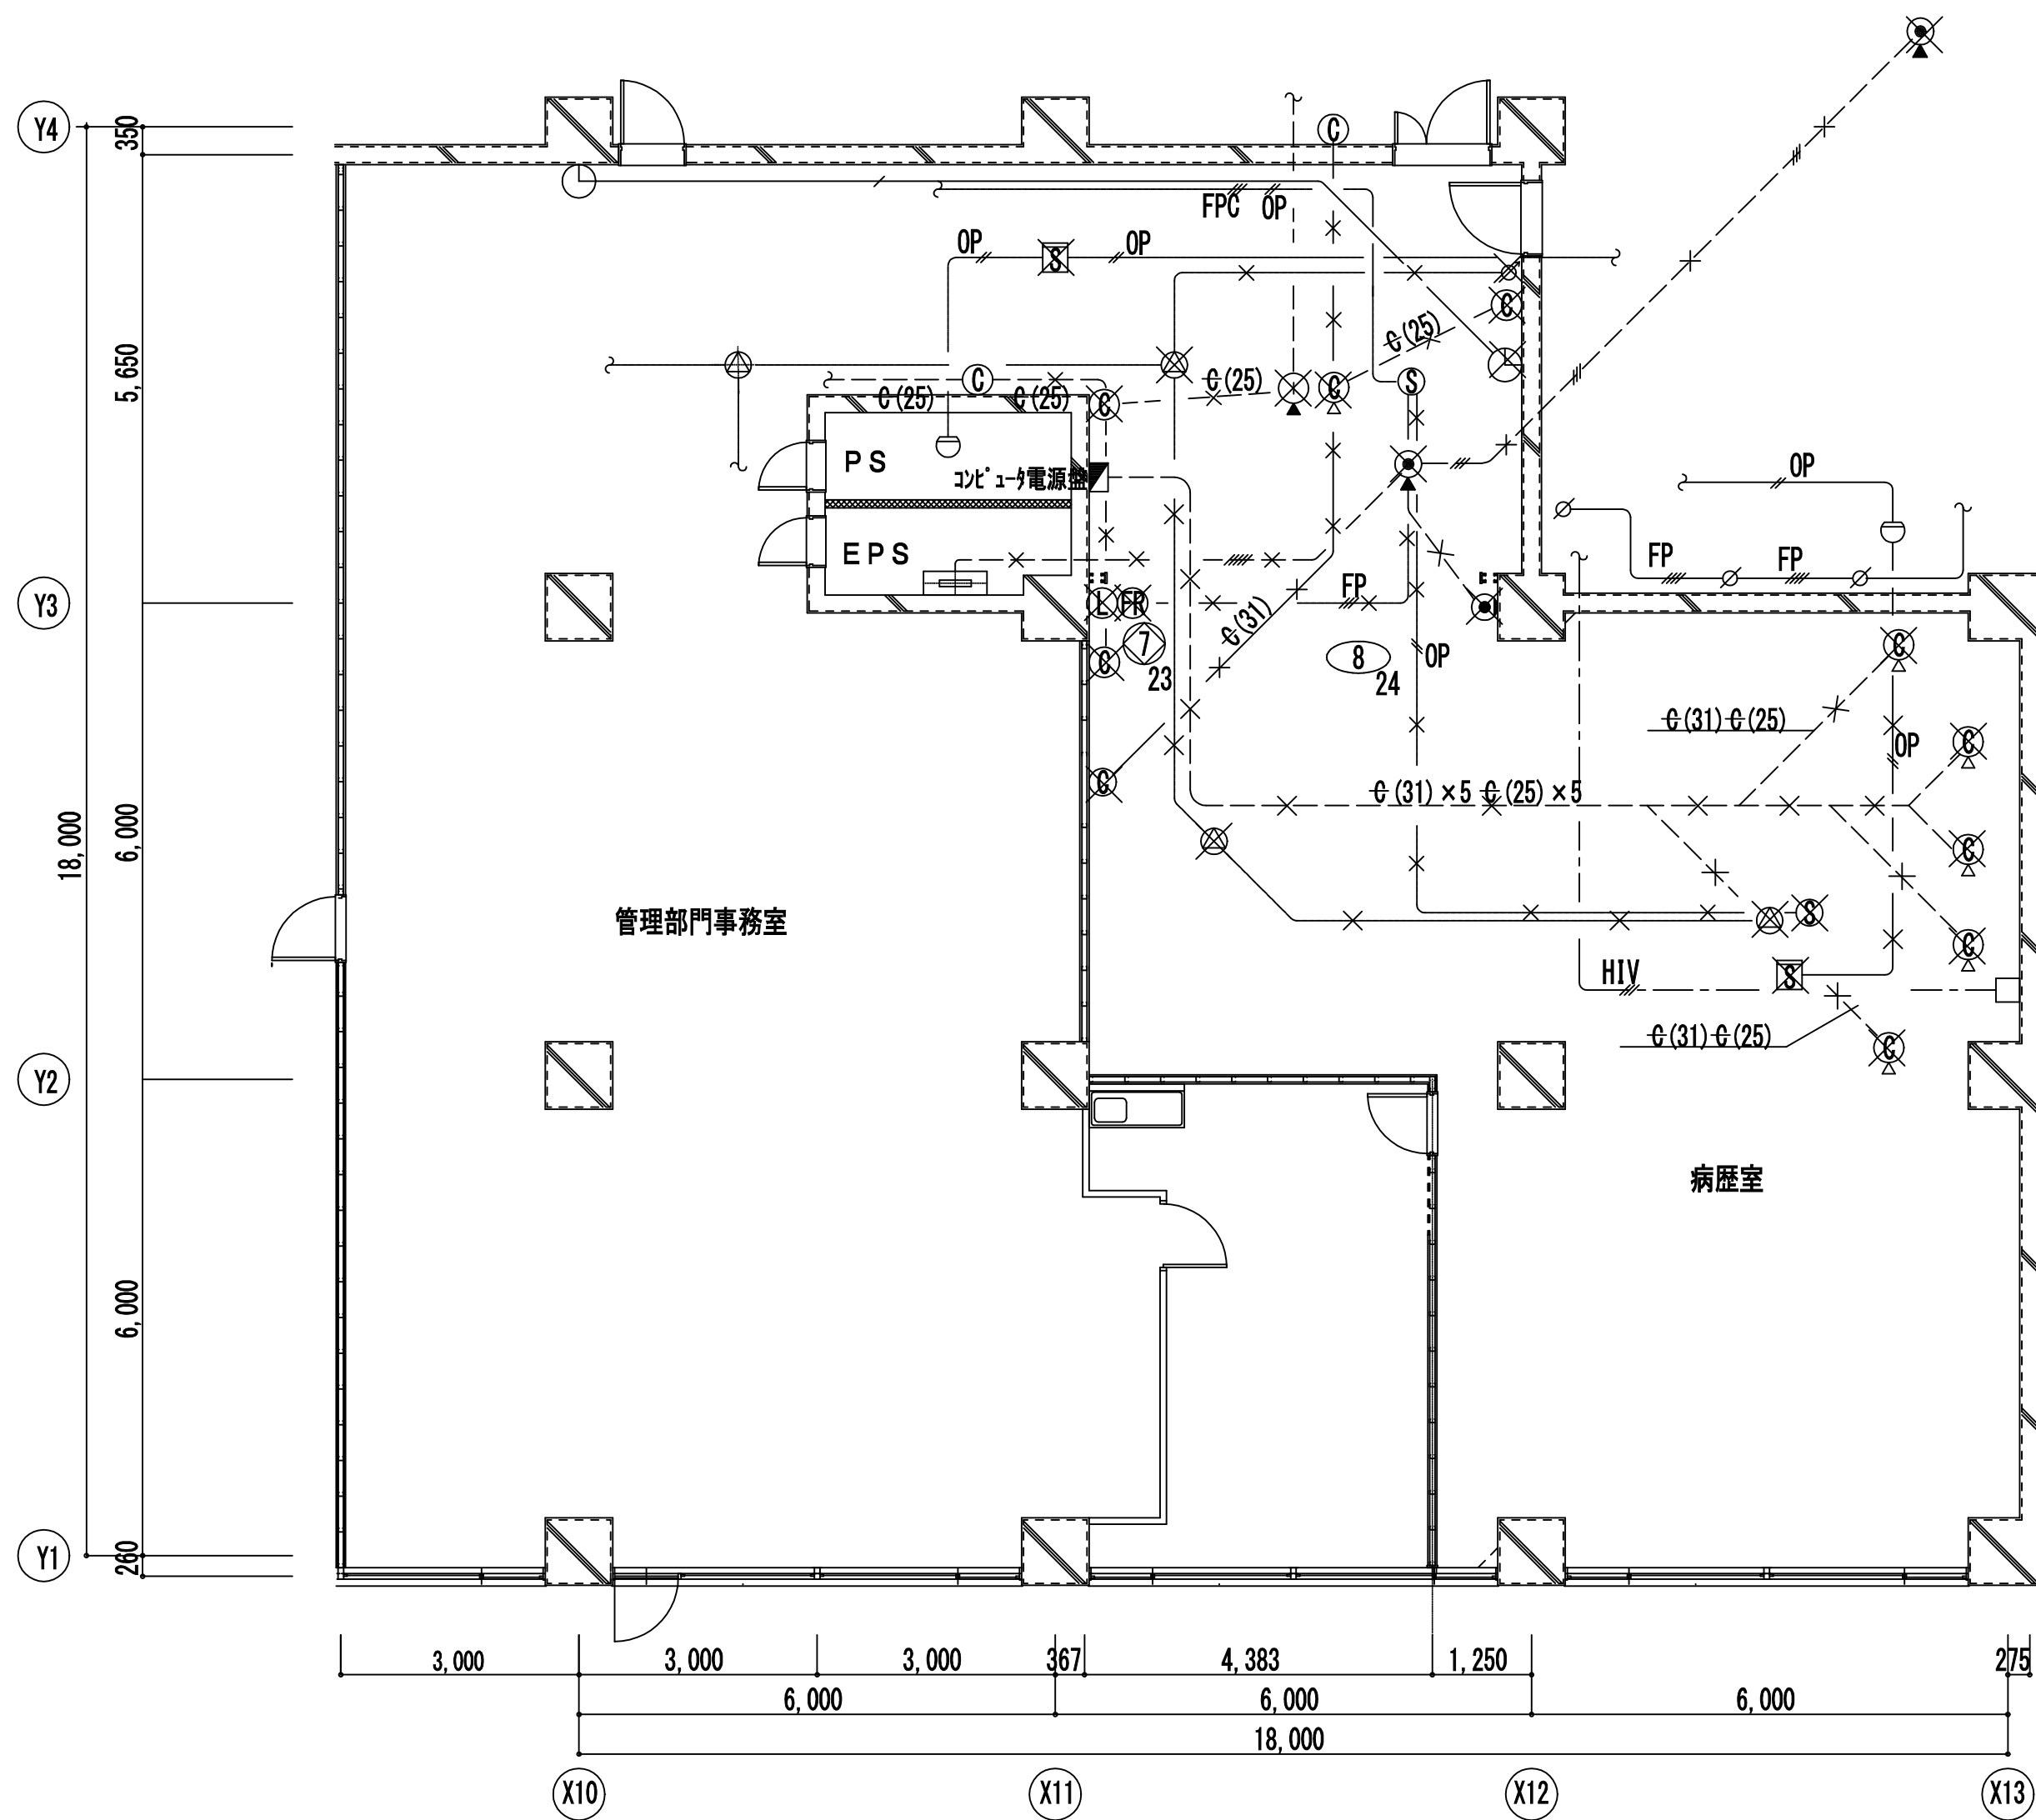 Y4
350
C
FPC
OP
OP
S
OP
C
C(25)
5,650
C
C(25)
C(25)
C(25)
C
C
S
PS
コンピュータ電源盤
OP
EPS
FP
FP
Y3
L
FR
FP
C(31)
7
23
8
24
OP
C
C
18,000
6,000
C(31) C(25)
C
OP
C
C(31)×5 C(25)×5
C
管理部門事務室
S
C
HIV
S
C(31) C(25)
C
Y2
病歴室
6,000
Y1
260
3,000
3,000
3,000
367
4,383
1,250
275
6,000
6,000
6,000
18,000
X10
X11
X12
X13